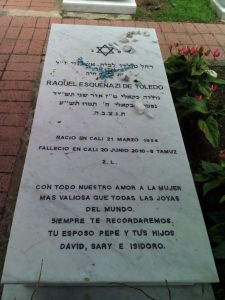 RAQUEL ESQUENAZI DE TOLEDO
ת.נ.צ.ב.ה.
NACIO EN CALI 21 MARZO 1934
FALLECIO EN CALI 20 JUNIO 2010-8 TAMUZ
Z. L.
CON TODO NUESTRO AMOR A LA MUJER
MAS VALIOSA QUE TODAS LAS JOYAS
DEL MUNDO.
SIEMPRE TE RECORDAREMOS.
TU ESPOSO PEPE Y TUS HIJOS
DAVID, SARY E ISIDORO.